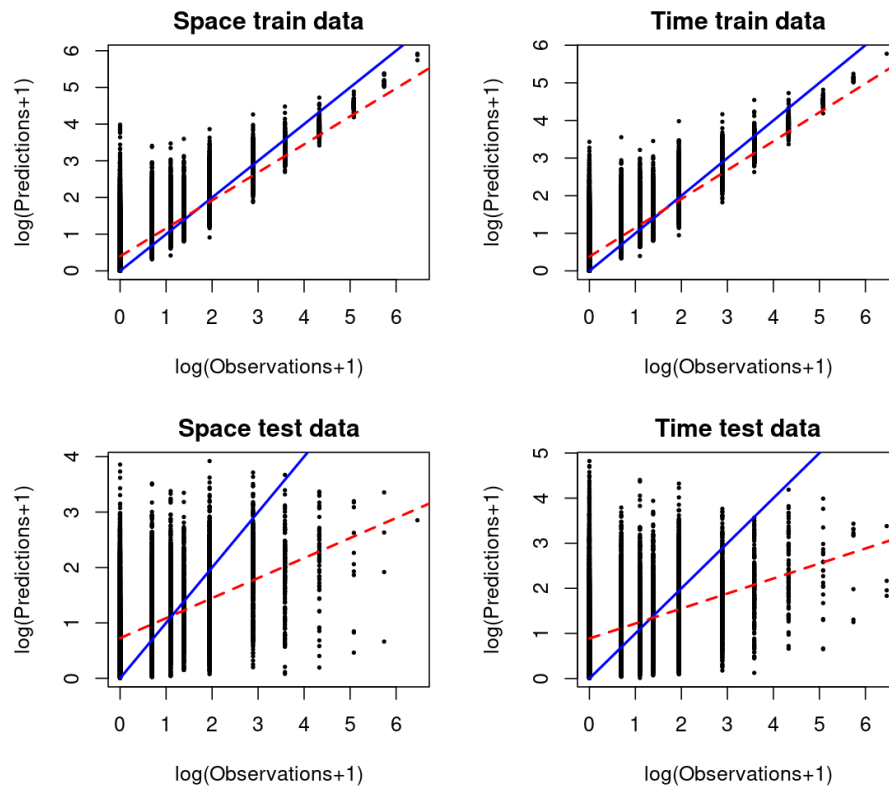 Space train data
log(Predictions+1)
0 1 2 3 4 5 6
0 1 2 3 4 5 6
log(Observations+1)
Time train data
log(Predictions+1)
0 1 2 3 4 5 6
0 1 2 3 4 5 6
log(Observations+1)
Space test data
log(Predictions+1)
0 1 2 3 4
0 1 2 3 4 5 6
log(Observations+1)
Time test data
log(Predictions+1)
0 1 2 3 4 5
0 1 2 3 4 5 6
log(Observations+1)